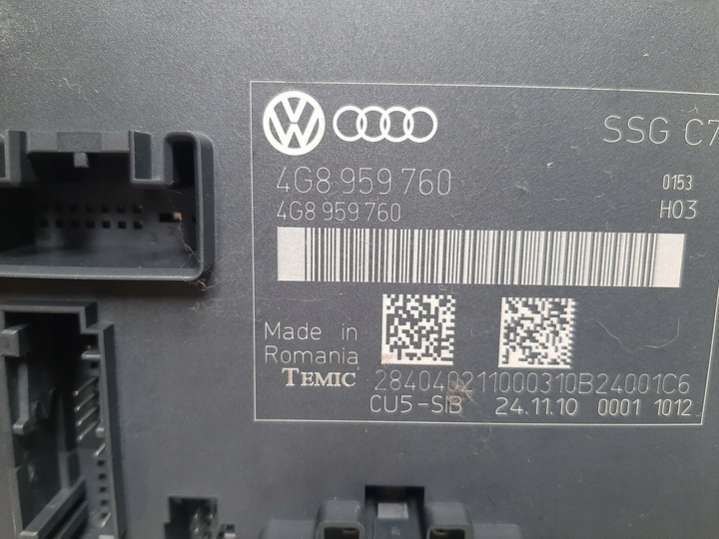 SSG C7
4G8 959 760 0153
4G8 959 760 H03
Made in
Romania
TEMIC 284040211000310B24001C6
CU5-SIB 24.11.10 0001 1012